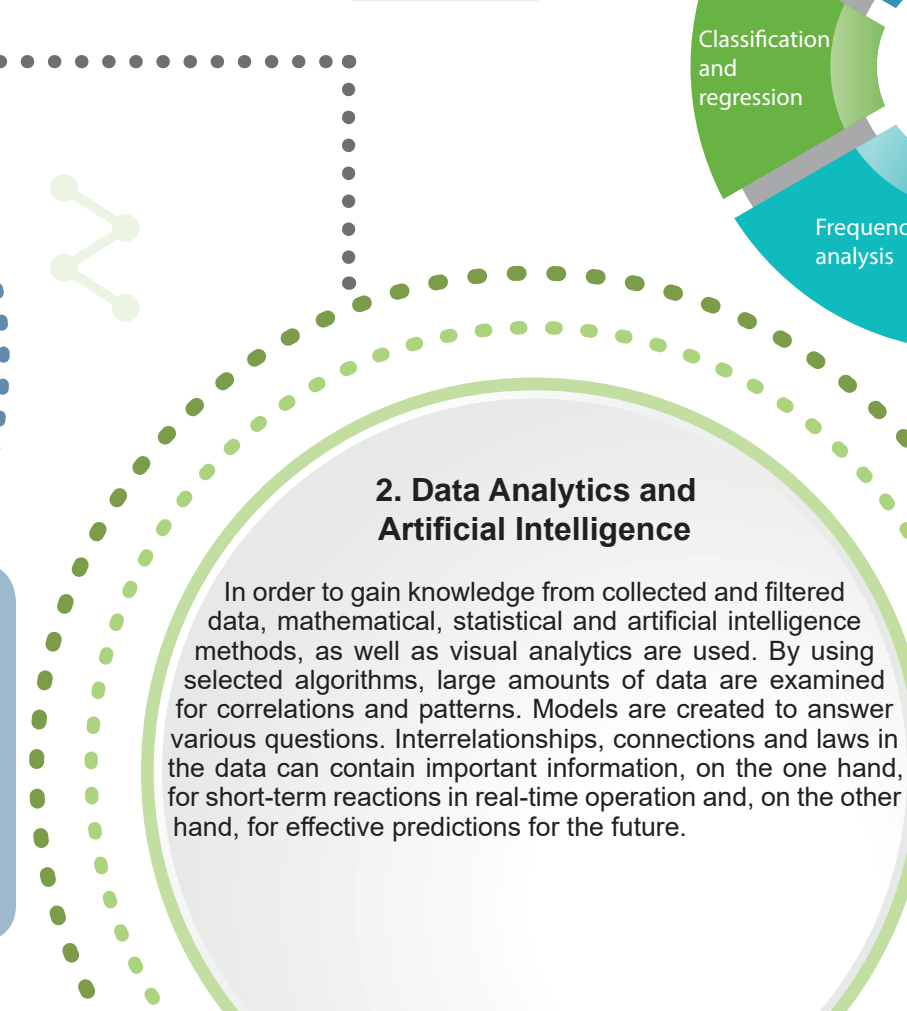 Classification
and
regression
analysis
2. Data Analytics and
Artificial Intelligence
In order to gain knowledge from collected and filtered
data, mathematical, statistical and artificial intelligence
methods, as well as visual analytics are used. By using
selected algorithms, large amounts of data are examined
for correlations and patterns. Models are created to answer
various questions. Interrelationships, connections and laws in
the data can contain important information, on the one hand,
for short-term reactions in real-time operation and, on the other
hand, for effective predictions for the future.